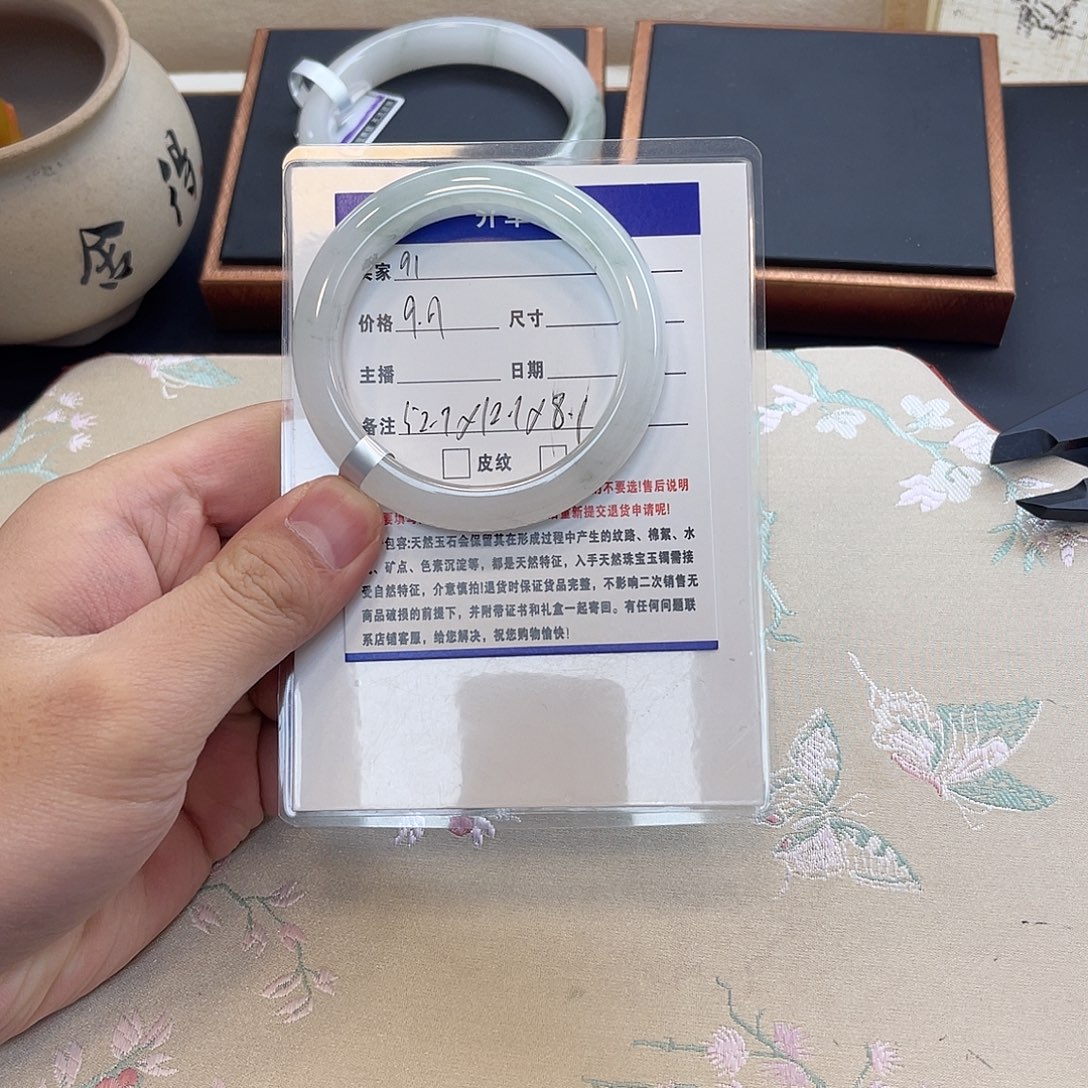 开单
买家 91
价格 9.9 尺寸
主播 日期
备注 52.7×12.7×8.1
皮纹
不要选!售后说明
重新提交退货申请呢!
包容:天然玉石会保留其在形成过程中产生的纹路、棉絮、水
、矿点、色素沉淀等，都是天然特征，入手天然珠宝玉镯需接
受自然特征，介意慎拍!退货时保证货品完整，不影响二次销售无
商品破损的前提下，并附带证书和礼盒一起寄回。有任何问题联
系店铺客服，给您解决，祝您购物愉快!